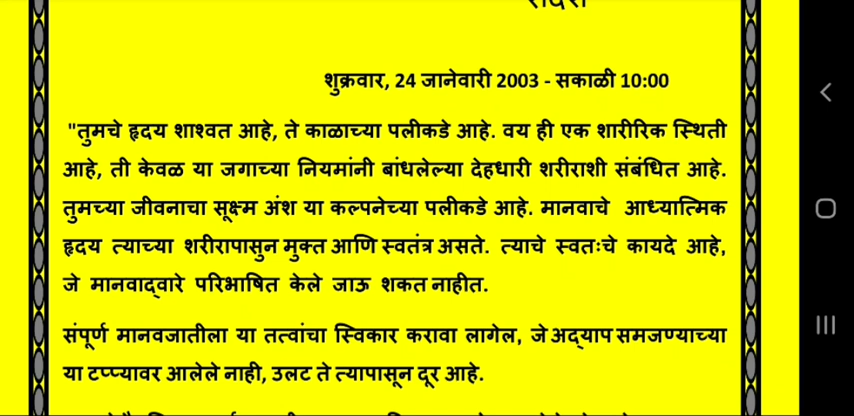 शुक्रवार, 24 जानेवारी 2003 - सकाळी 10:00
"तुमचे हृदय शाश्वत आहे, ते काळाच्या पलीकडे आहे. वय ही एक शारीरिक स्थिती
आहे, ती केवळ या जगाच्या नियमांनी बांधलेल्या देहधारी शरीराशी संबंधित आहे.
तुमच्या जीवनाचा सूक्ष्म अंश या कल्पनेच्या पलीकडे आहे. मानवाचे आध्यात्मिक
हृदय त्याच्या शरीरापासुन मुक्त आणि स्वतंत्र असते. त्याचे स्वतःचे कायदे आहे,
जे मानवाद्वारे परिभाषित केले जाऊ शकत नाहीत.
संपूर्ण मानवजातीला या तत्वांचा स्विकार करावा लागेल, जे अद्याप समजण्याच्या
या टप्प्यावर आलेले नाही, उलट ते त्यापासून दूर आहे.